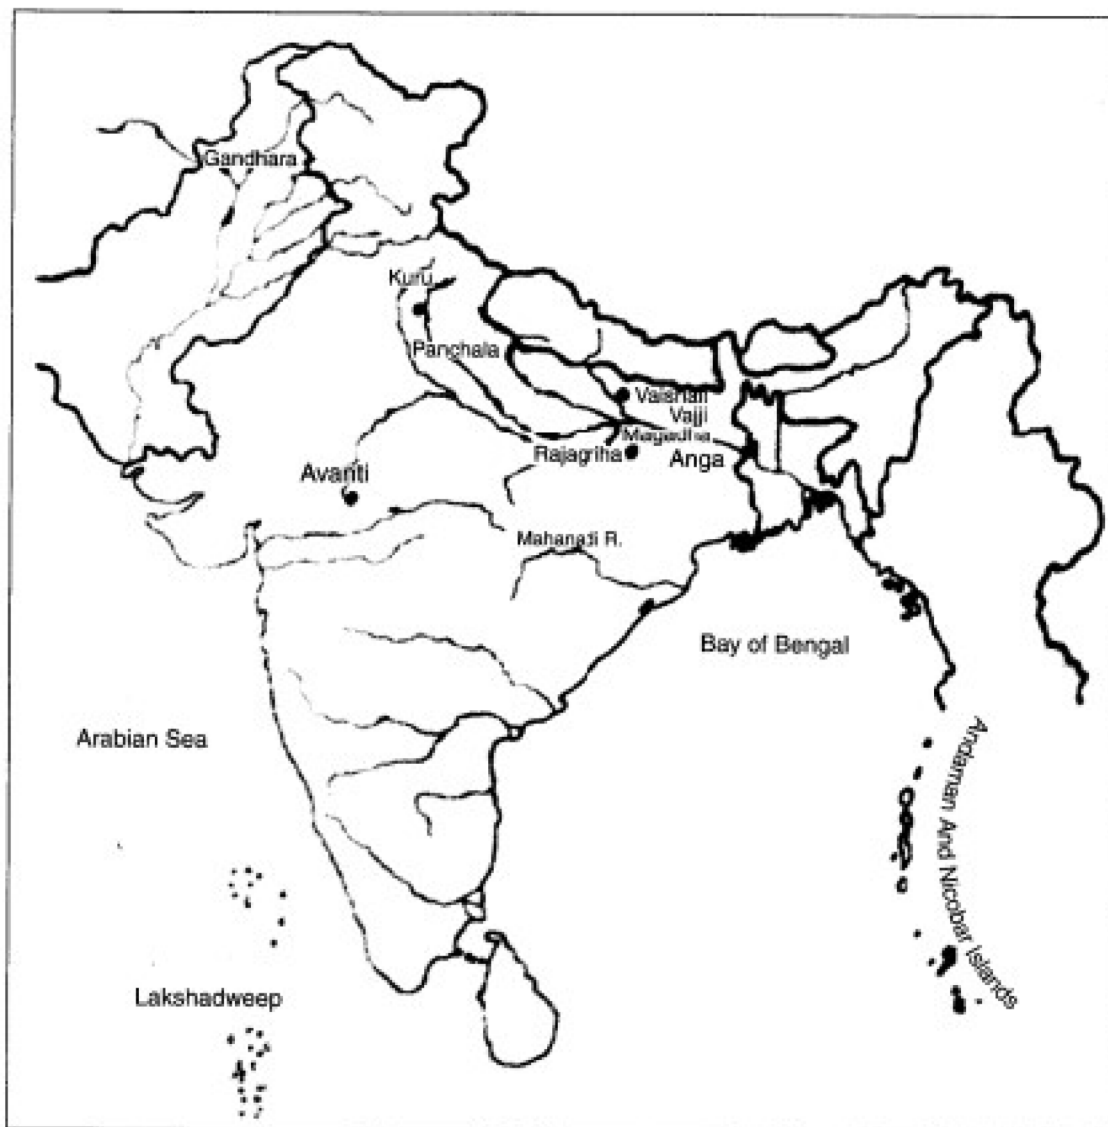 Gandhara
Kuru
Panchala
Vaishali
Vajji
Magadha
Rajagriha
Anga
Avanti
Mahanadi R.
Bay of Bengal
Arabian Sea
Andaman And Nicobar Islands
Lakshadweep